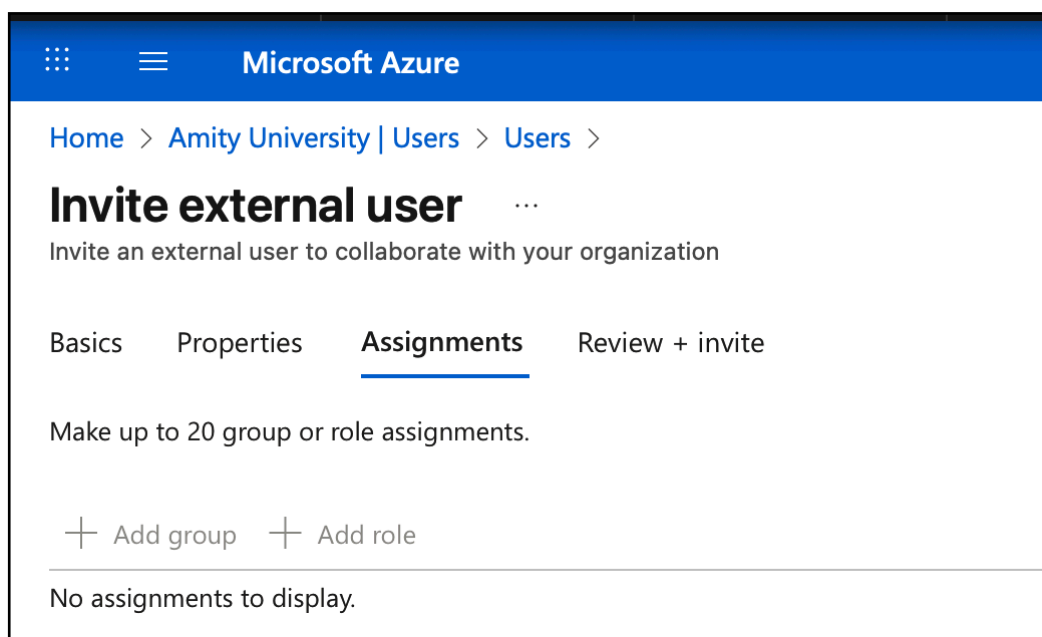 Microsoft Azure
Home > Amity University | Users > Users >
Invite external user ...
Invite an external user to collaborate with your organization
Basics Properties Assignments Review + invite
Make up to 20 group or role assignments.
+ Add group + Add role
No assignments to display.